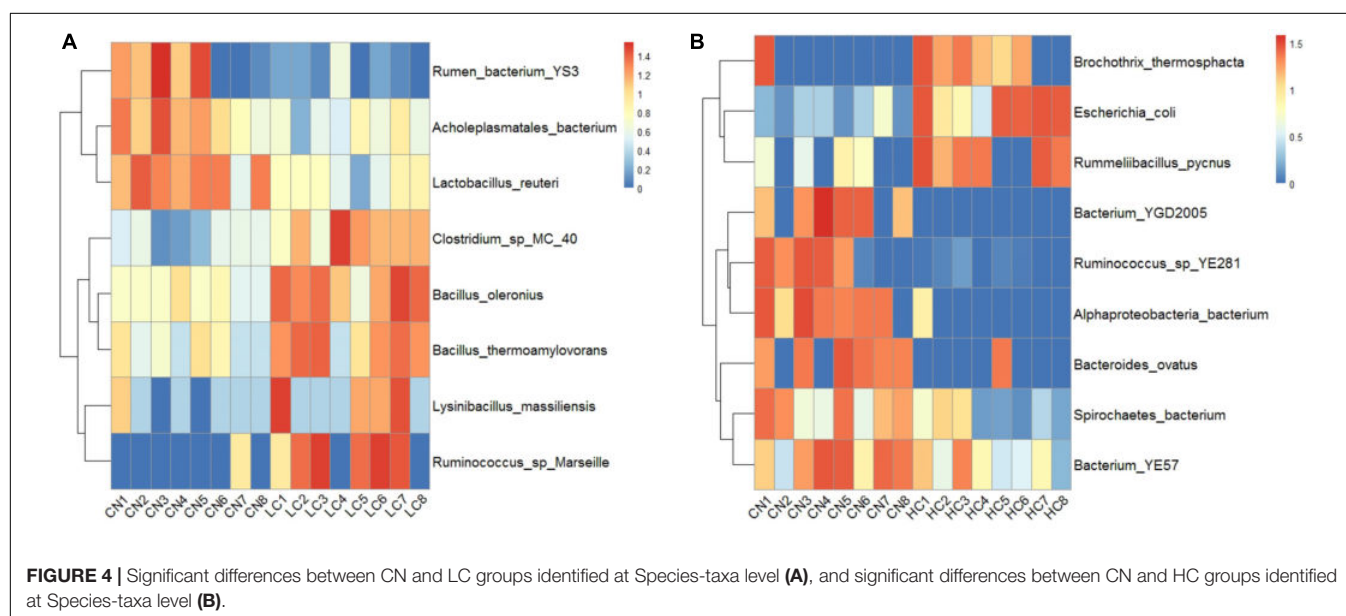 A
Rumen_bacterium_YS3
Acholeplasmatales_bacterium
Lactobacillus_reuteri
Clostridium_sp_MC_40
Bacillus_oleronius
Bacillus_thermoamylovorans
Lysinibacillus_massiliensis
Ruminococcus_sp_Marseille
1.4
1.2
1
0.8
0.6
0.4
0.2
0
CN1 CN2 CN3 CN4 CN5 CN6 CN7 CN8 LC1 LC2 LC3 LC4 LC5 LC6 LC7 LC8
B
Brochothrix_thermosphacta
Escherichia_coli
Rummeliibacillus_pycnus
Bacterium_YGD2005
Ruminococcus_sp_YE281
Alphaproteobacteria_bacterium
Bacteroides_ovatus
Spirochaetes_bacterium
Bacterium_YE57
1.5
1
0.5
0
CN1 CN2 CN3 CN4 CN5 CN6 CN7 CN8 HC1 HC2 HC3 HC4 HC5 HC6 HC7 HC8
FIGURE 4 | Significant differences between CN and LC groups identified at Species-taxa level (A), and significant differences between CN and HC groups identified
at Species-taxa level (B).